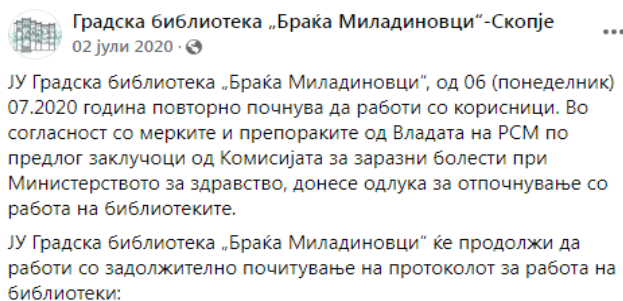 Градска библиотека „Браќа Миладиновци“-Скопје
02 јули 2020 ·
ЈУ Градска библиотека „Браќа Миладиновци“, од 06 (понеделник)
07.2020 година повторно почнува да работи со корисници. Во
согласност со мерките и препораките од Владата на РСМ по
предлог заклучоци од Комисијата за заразни болести при
Министерството за здравство, донесе одлука за отпочнување со
работа на библиотеките.
ЈУ Градска библиотека „Браќа Миладиновци“ ќе продолжи да
работи со задолжително почитување на протоколот за работа на
библиотеки: